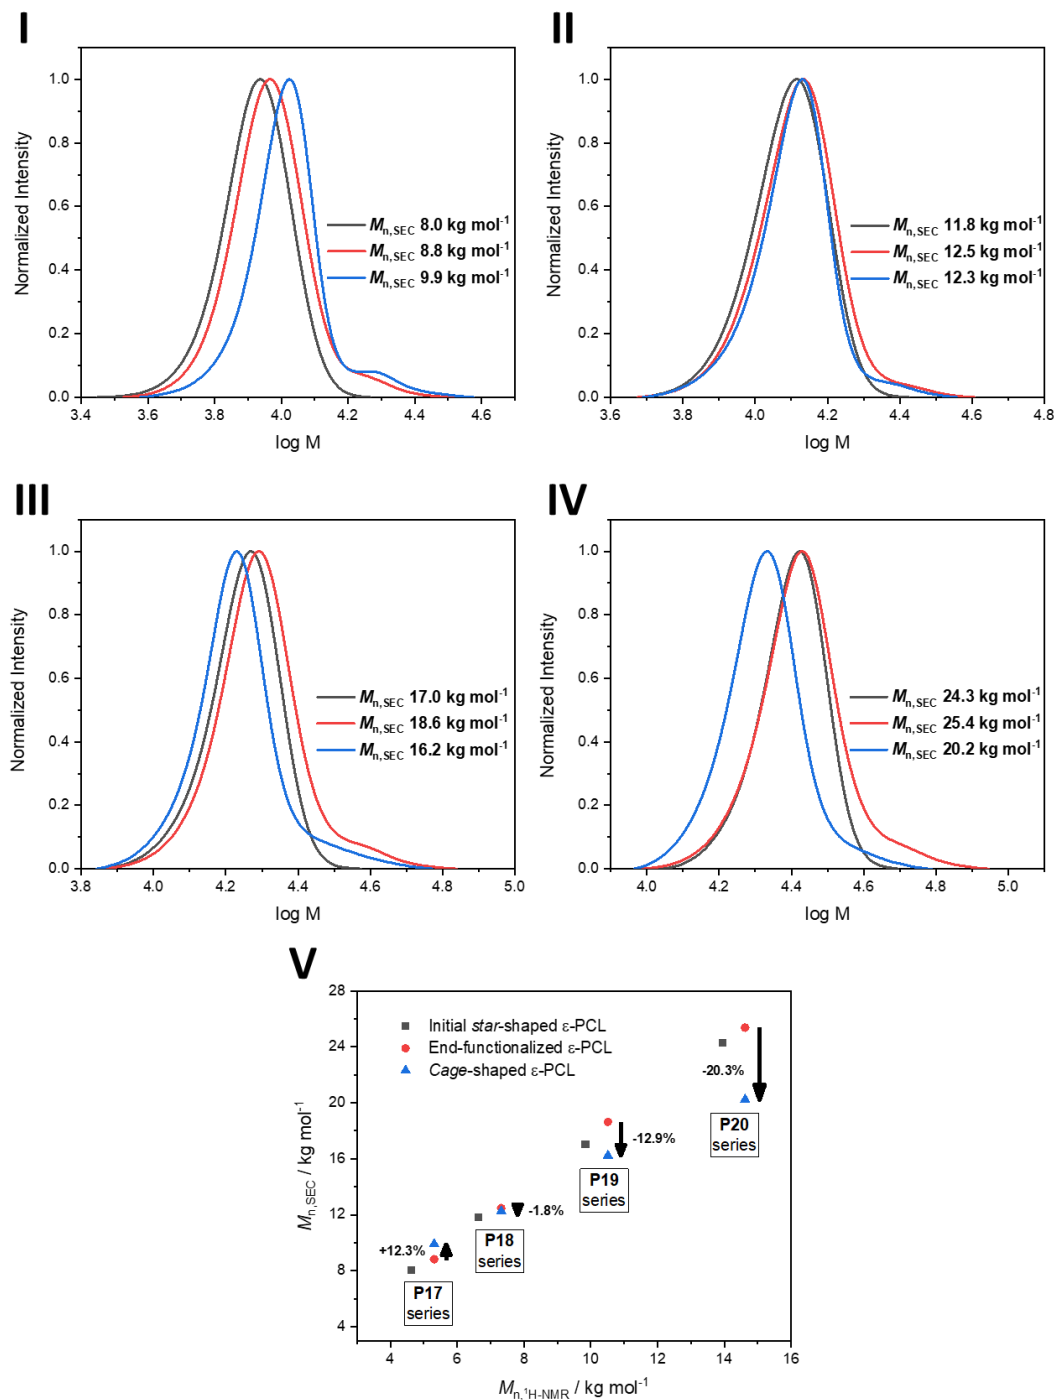 I
Normalized Intensity
1.0
0.8
0.6
0.4
0.2
0.0
3.4 3.6 3.8 4.0 4.2 4.4 4.6
log M
Mn,SEC 8.0 kg mol-1
Mn,SEC 8.8 kg mol-1
Mn,SEC 9.9 kg mol-1
II
Normalized Intensity
1.0
0.8
0.6
0.4
0.2
0.0
3.6 3.8 4.0 4.2 4.4 4.6 4.8
log M
Mn,SEC 11.8 kg mol-1
Mn,SEC 12.5 kg mol-1
Mn,SEC 12.3 kg mol-1
III
Normalized Intensity
1.0
0.8
0.6
0.4
0.2
0.0
3.8 4.0 4.2 4.4 4.6 4.8 5.0
log M
Mn,SEC 17.0 kg mol-1
Mn,SEC 18.6 kg mol-1
Mn,SEC 16.2 kg mol-1
IV
Normalized Intensity
1.0
0.8
0.6
0.4
0.2
0.0
4.0 4.2 4.4 4.6 4.8 5.0
log M
Mn,SEC 24.3 kg mol-1
Mn,SEC 25.4 kg mol-1
Mn,SEC 20.2 kg mol-1
V
Mn,SEC / kg mol-1
28
24
20
16
12
8
4
4 6 8 10 12 14 16
Mn,1H-NMR / kg mol-1
Initial star-shaped ε-PCL
End-functionalized ε-PCL
Cage-shaped ε-PCL
+12.3%
P17
series
-1.8%
P18
series
-12.9%
P19
series
-20.3%
P20
series